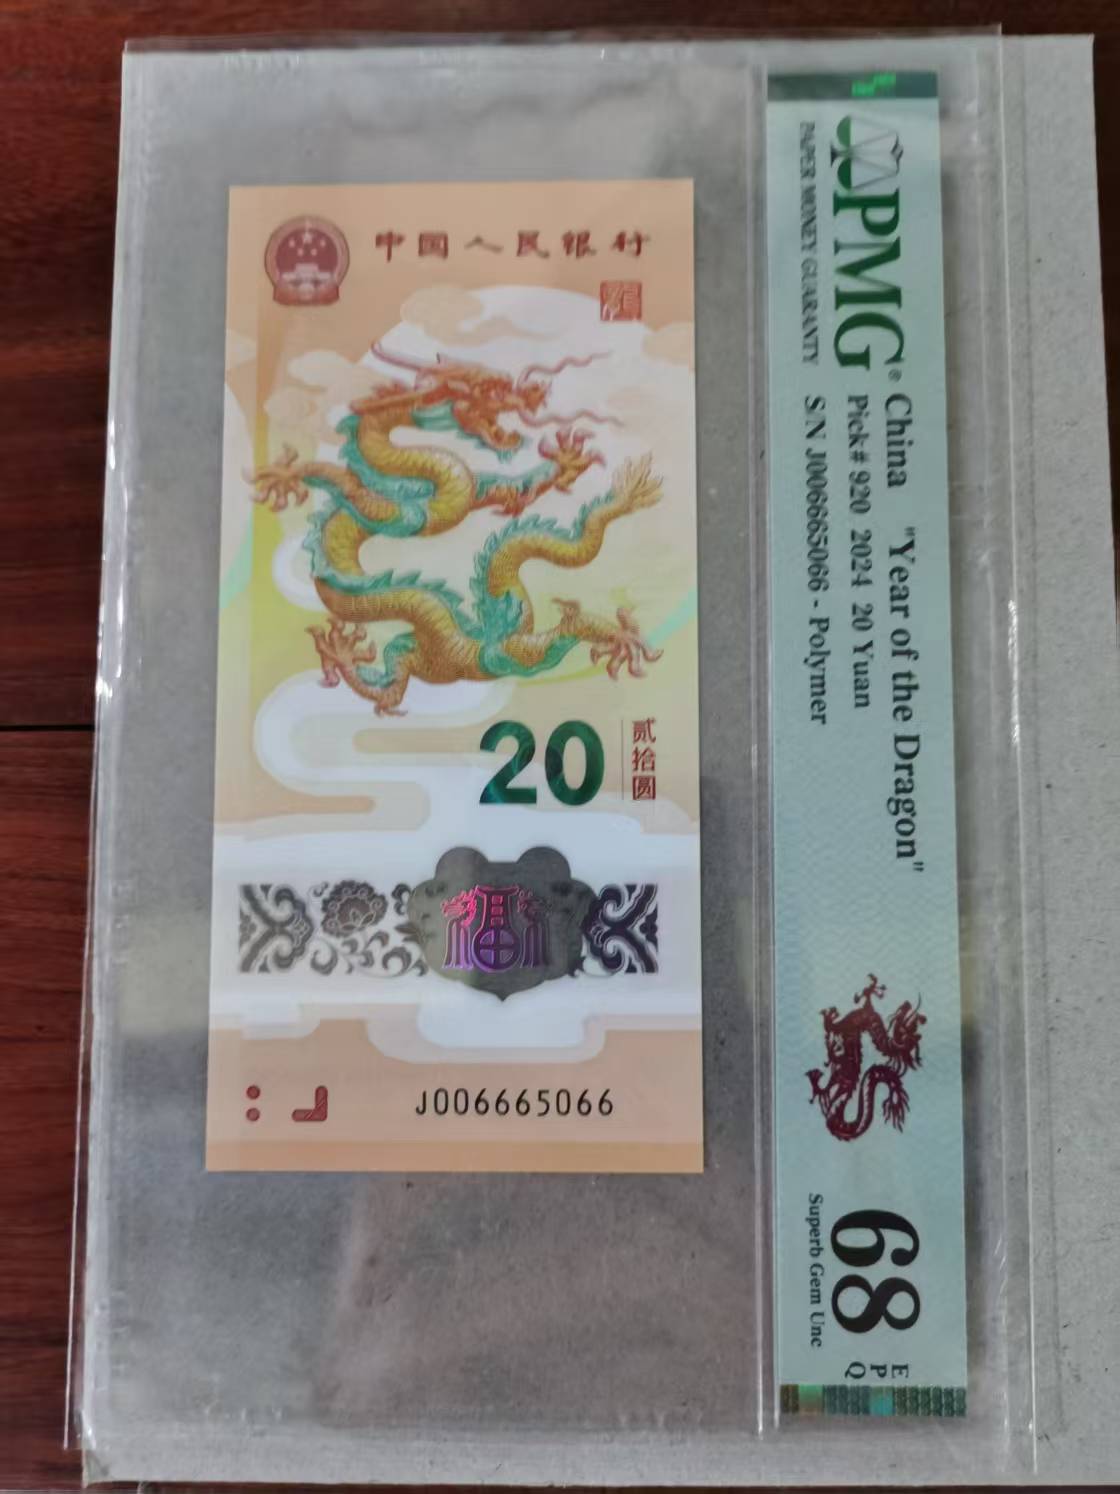 中国人民银行
20
贰拾圆
福
J006665066
PMG®
PAPER MONEY GUARANTY
China "Year of the Dragon"
Pick# 920 2024 20 Yuan
S/N J006665066 - Polymer
68
Superb Gem Unc
E
P
Q